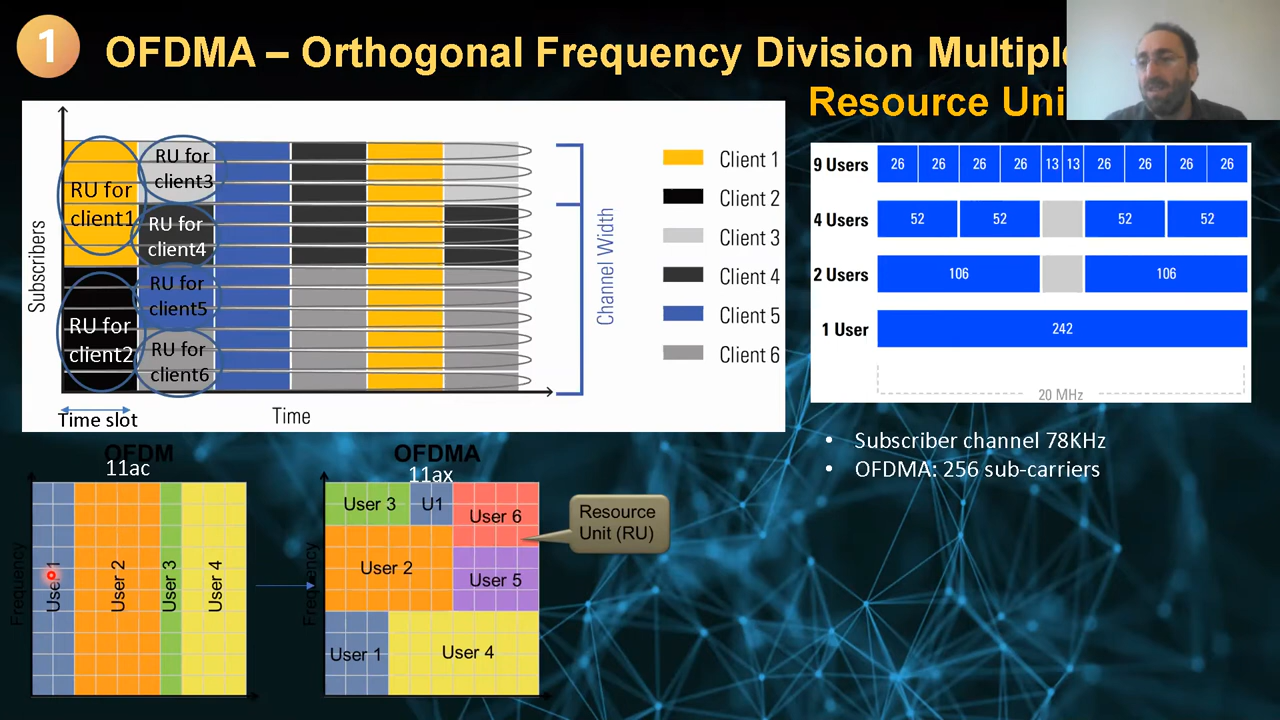 1
OFDMA – Orthogonal Frequency Division Multiple
Resource Uni
Subscribers
RU for
client1
RU for
client2
RU for
client3
RU for
client4
RU for
client5
RU for
client6
Time slot
Time
Channel Width
Client 1
Client 2
Client 3
Client 4
Client 5
Client 6
9 Users 26 26 26 26 13 13 26 26 26 26
4 Users 52 52 52 52
2 Users 106 106
1 User 242
20 MHz
• Subscriber channel 78KHz
• OFDMA: 256 sub-carriers
OFDM
11ac
Frequency
User 1
User 2
User 3
User 4
OFDMA
11ax
Frequency
User 3
U1
User 6
User 2
User 5
User 1
User 4
Resource
Unit (RU)